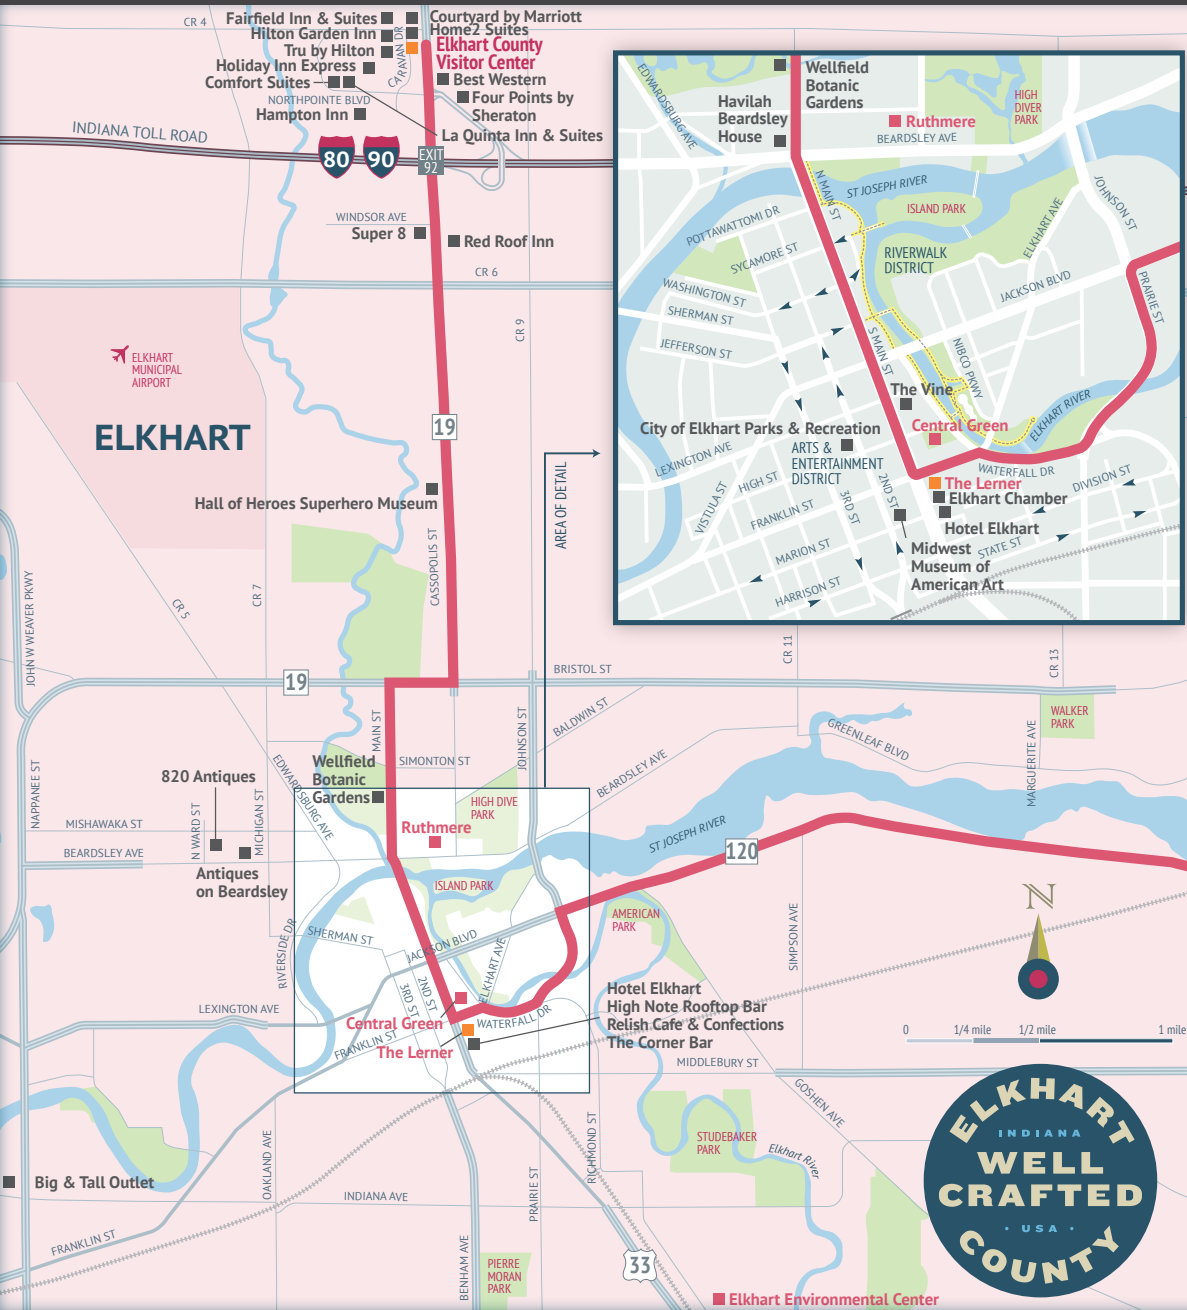 CR 4
Fairfield Inn & Suites
Hilton Garden Inn
Tru by Hilton
Holiday Inn Express
Comfort Suites
NORTHPOINTE BLVD
Hampton Inn
CARAVAN DR
Courtyard by Marriott
Home2 Suites
Elkhart County
Visitor Center
Best Western
Four Points by
Sheraton
La Quinta Inn & Suites
INDIANA TOLL ROAD
80
90
EXIT
92
WINDSOR AVE
Super 8
Red Roof Inn
CR 6
CR 9
ELKHART
MUNICIPAL
AIRPORT
ELKHART
19
Hall of Heroes Superhero Museum
CASSOPOLIS ST
AREA OF DETAIL
JOHN W WEAVER PKWY
CR 5
CR 7
19
BRISTOL ST
CR 11
CR 13
EDWARDSBURG AVE
Wellfield
Botanic
Gardens
Havilah
Beardsley
House
Ruthmere
BEARDSLEY AVE
HIGH
DIVER
PARK
N MAIN ST
ST JOSEPH RIVER
ISLAND PARK
JOHNSON ST
ELKHART AVE
POTTAWATTOMI DR
SYCAMORE ST
RIVERWALK
DISTRICT
WASHINGTON ST
SHERMAN ST
JEFFERSON ST
JACKSON BLVD
PRAIRIE ST
S MAIN ST
NIBCO PKWY
The Vine
Central Green
ELKHART RIVER
City of Elkhart Parks & Recreation
ARTS &
ENTERTAINMENT
DISTRICT
LEXINGTON AVE
HIGH ST
VISTULA ST
FRANKLIN ST
3RD ST
2ND ST
MARION ST
HARRISON ST
WATERFALL DR
The Lerner
Elkhart Chamber
Hotel Elkhart
DIVISION ST
STATE ST
Midwest
Museum of
American Art
MAIN ST
JOHNSON ST
BALDWIN ST
SIMONTON ST
BEARDSLEY AVE
GREENLEAF BLVD
MARGUERITE AVE
WALKER
PARK
NAPPANEE ST
820 Antiques
EDWARDSBURG AVE
Wellfield
Botanic
Gardens
HIGH DIVE
PARK
Ruthmere
MISHAWAKA ST
N WARD ST
MICHIGAN ST
BEARDSLEY AVE
Antiques
on Beardsley
ST JOSEPH RIVER
120
ISLAND PARK
AMERICAN
PARK
SIMPSON AVE
N
RIVERSIDE DR
SHERMAN ST
JACKSON BLVD
ELKHART AVE
2ND ST
3RD ST
LEXINGTON AVE
Central Green
FRANKLIN ST
The Lerner
WATERFALL DR
Hotel Elkhart
High Note Rooftop Bar
Relish Cafe & Confections
The Corner Bar
0
1/4 mile
1/2 mile
1 mile
MIDDLEBURY ST
GOSHEN AVE
STUDEBAKER
PARK
Elkhart River
RICHMOND ST
PRAIRIE ST
OAKLAND AVE
INDIANA AVE
Big & Tall Outlet
FRANKLIN ST
BENHAM AVE
PIERRE
MORAN
PARK
33
Elkhart Environmental Center
ELKHART
INDIANA
WELL
CRAFTED
· USA ·
COUNTY